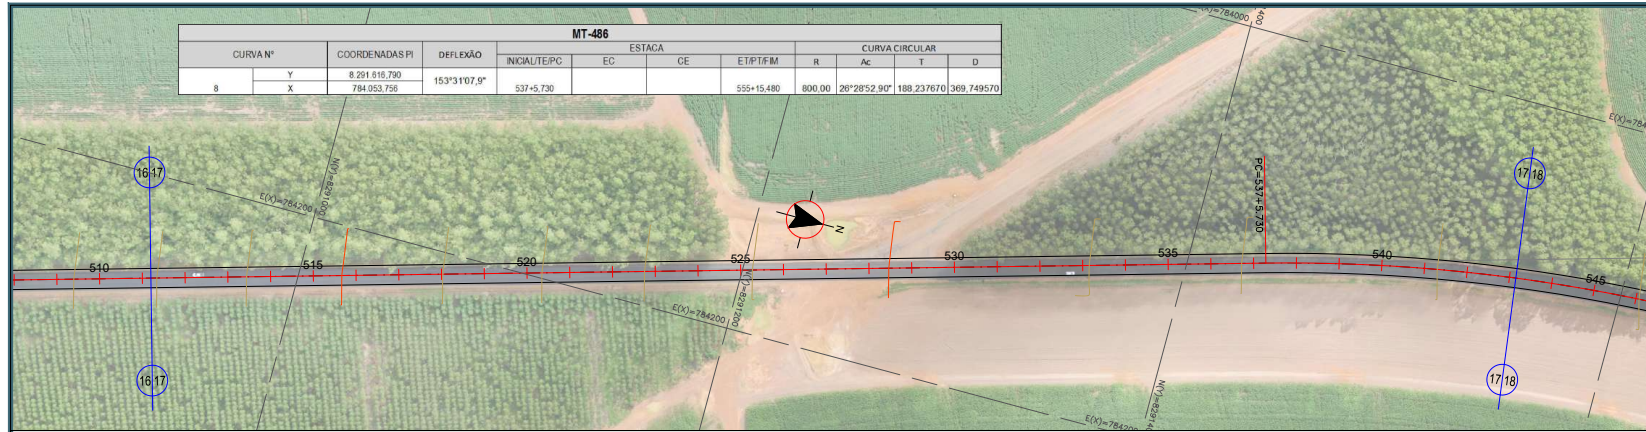 MT-486
CURVA Nº COORDENADAS PI DEFLEXÃO ESTACA CURVA CIRCULAR
INICIAL/TE/PC EC CE ET/PT/FIM R Ac T D
8 Y 8.291.616,790 153°31'07,9"
X 784.053,756 537+5,730 555+15,480 800,00 26°28'52,90" 188,237670 369,749570
E(X)=784000
E(X)=784200
N(Y)=8291000
16 17
17 18
PC=537+5,730
N
510 515 520 525 530 535 540 545
N(Y)=8291200
E(X)=784200
16 17
17 18
E(X)=784200